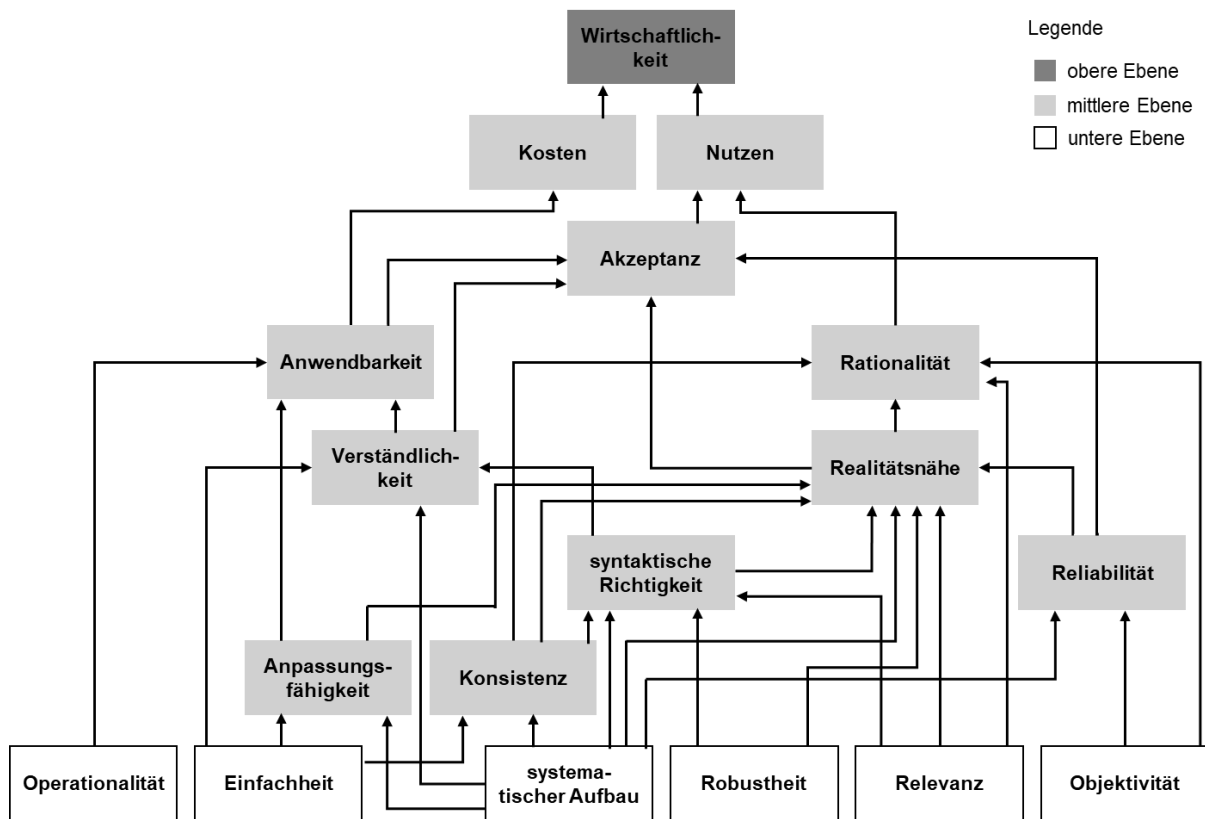 Wirtschaftlich-
keit
Legende
obere Ebene
mittlere Ebene
untere Ebene
Kosten
Nutzen
Akzeptanz
Anwendbarkeit
Rationalität
Verständlich-
keit
Realitätsnähe
syntaktische
Richtigkeit
Reliabilität
Anpassungs-
fähigkeit
Konsistenz
Operationalität
Einfachheit
systema-
tischer Aufbau
Robustheit
Relevanz
Objektivität